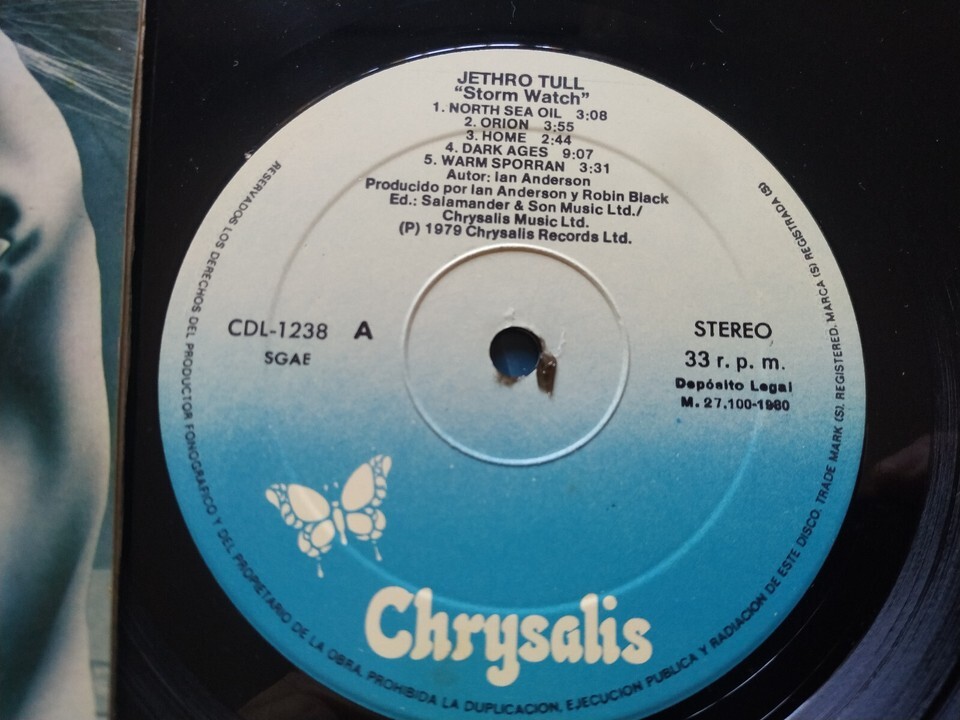 JETHRO TULL
“Storm Watch”
1. NORTH SEA OIL 3:08
2. ORION 3:55
3. HOME 2:44
4. DARK AGES 9:07
5. WARM SPORRAN 3:31
Autor: Ian Anderson
Producido por Ian Anderson y Robin Black
Ed.: Salamander & Son Music Ltd./
Chrysalis Music Ltd.
(P) 1979 Chrysalis Records Ltd.
CDL-1238 A
SGAE
STEREO
33 r. p. m.
Depósito Legal
M. 27.100-1980
Chrysalis
RESERVADOS LOS DERECHOS DEL PRODUCTOR FONOGRAFICO Y DEL PROPIETARIO DE LA OBRA. PROHIBIDA LA DUPLICACION, EJECUCION PUBLICA Y RADIACION DE ESTE DISCO. TRADE MARK (S). REGISTERED. MARCA (S) REGISTRADA (S)